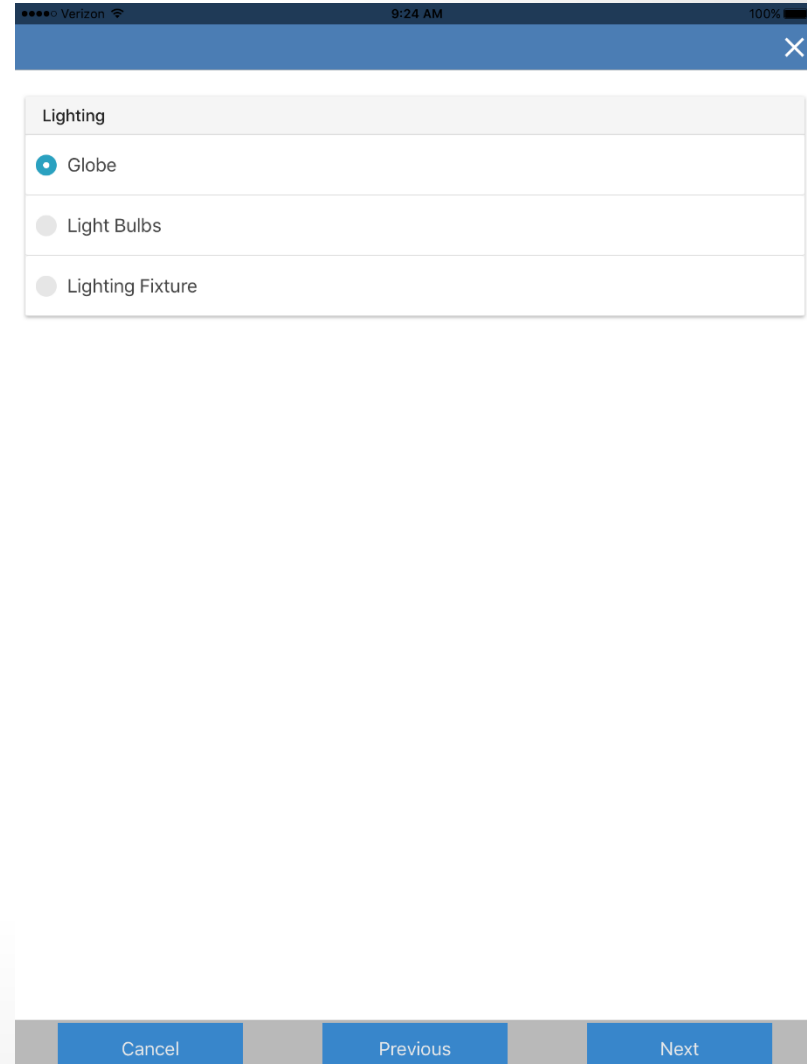 Verizon 9:24 AM 100%
Lighting
Globe
Light Bulbs
Lighting Fixture
Cancel Previous Next